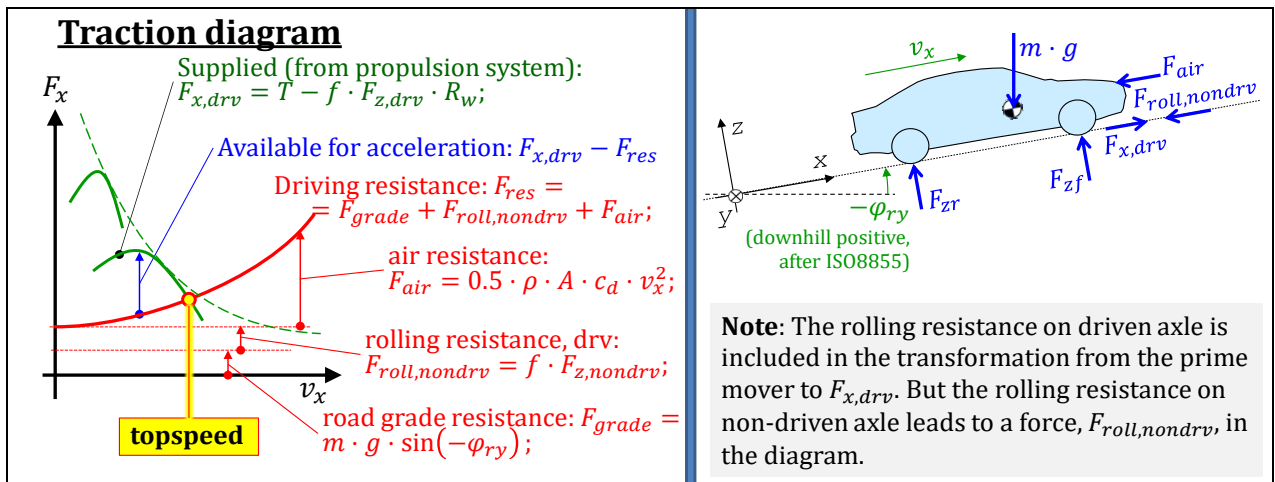 Traction diagram
Supplied (from propulsion system):
F_{x,drv} = T − f · F_{z,drv} · R_w;
F_x
Available for acceleration: F_{x,drv} − F_{res}
Driving resistance: F_{res} =
= F_{grade} + F_{roll,nondrv} + F_{air};
air resistance:
F_{air} = 0.5 · ρ · A · c_d · v_x^2;
rolling resistance, drv:
F_{roll,nondrv} = f · F_{z,nondrv};
v_x
road grade resistance: F_{grade} =
m · g · sin(−φ_{ry});
topspeed
v_x
m · g
F_{air}
F_{roll,nondrv}
F_{x,drv}
F_{zf}
F_{zr}
z
x
y
−φ_{ry}
(downhill positive,
after ISO8855)
Note: The rolling resistance on driven axle is
included in the transformation from the prime
mover to F_{x,drv}. But the rolling resistance on
non-driven axle leads to a force, F_{roll,nondrv}, in
the diagram.